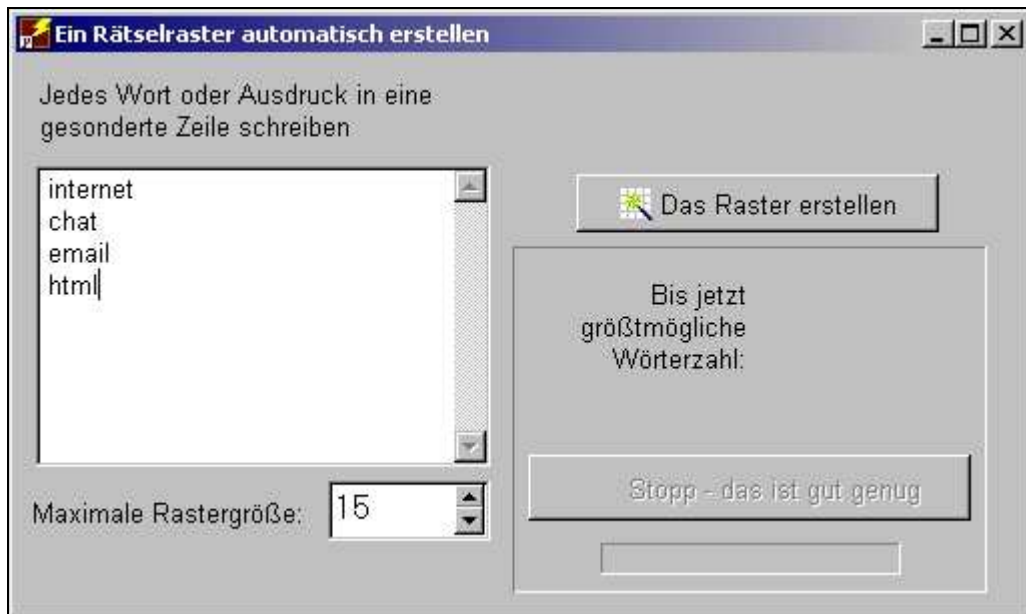 Ein Rätselraster automatisch erstellen
Jedes Wort oder Ausdruck in eine
gesonderte Zeile schreiben
internet
chat
email
html
Das Raster erstellen
Bis jetzt
größtmögliche
Wörterzahl:
Stopp - das ist gut genug
Maximale Rastergröße:
15